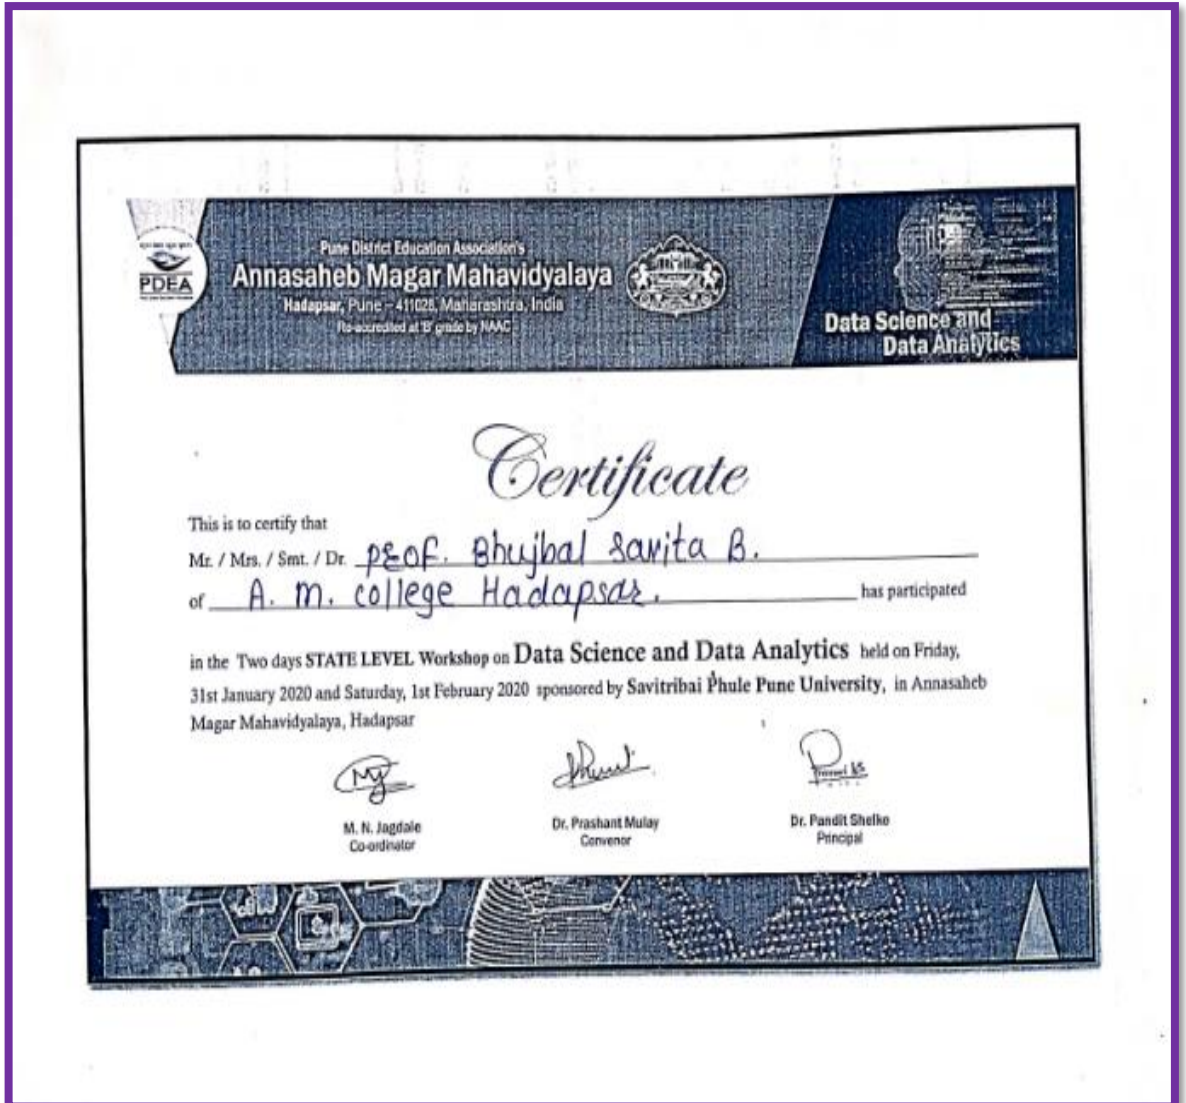 PDEA
Pune District Education Association's
Annasaheb Magar Mahavidyalaya
Hadapsar, Pune – 411028, Maharashtra, India
Re-accredited at 'B' grade by NAAC
Data Science and
Data Analytics
Certificate
This is to certify that
Mr. / Mrs. / Smt. / Dr. Prof. Bhujbal Savita B.
of A. M. College Hadapsar. has participated
in the Two days STATE LEVEL Workshop on Data Science and Data Analytics held on Friday,
31st January 2020 and Saturday, 1st February 2020 sponsored by Savitribai Phule Pune University, in Annasaheb
Magar Mahavidyalaya, Hadapsar
M. N. Jagdale
Co-ordinator
Dr. Prashant Mulay
Convenor
Dr. Pandit Shelke
Principal